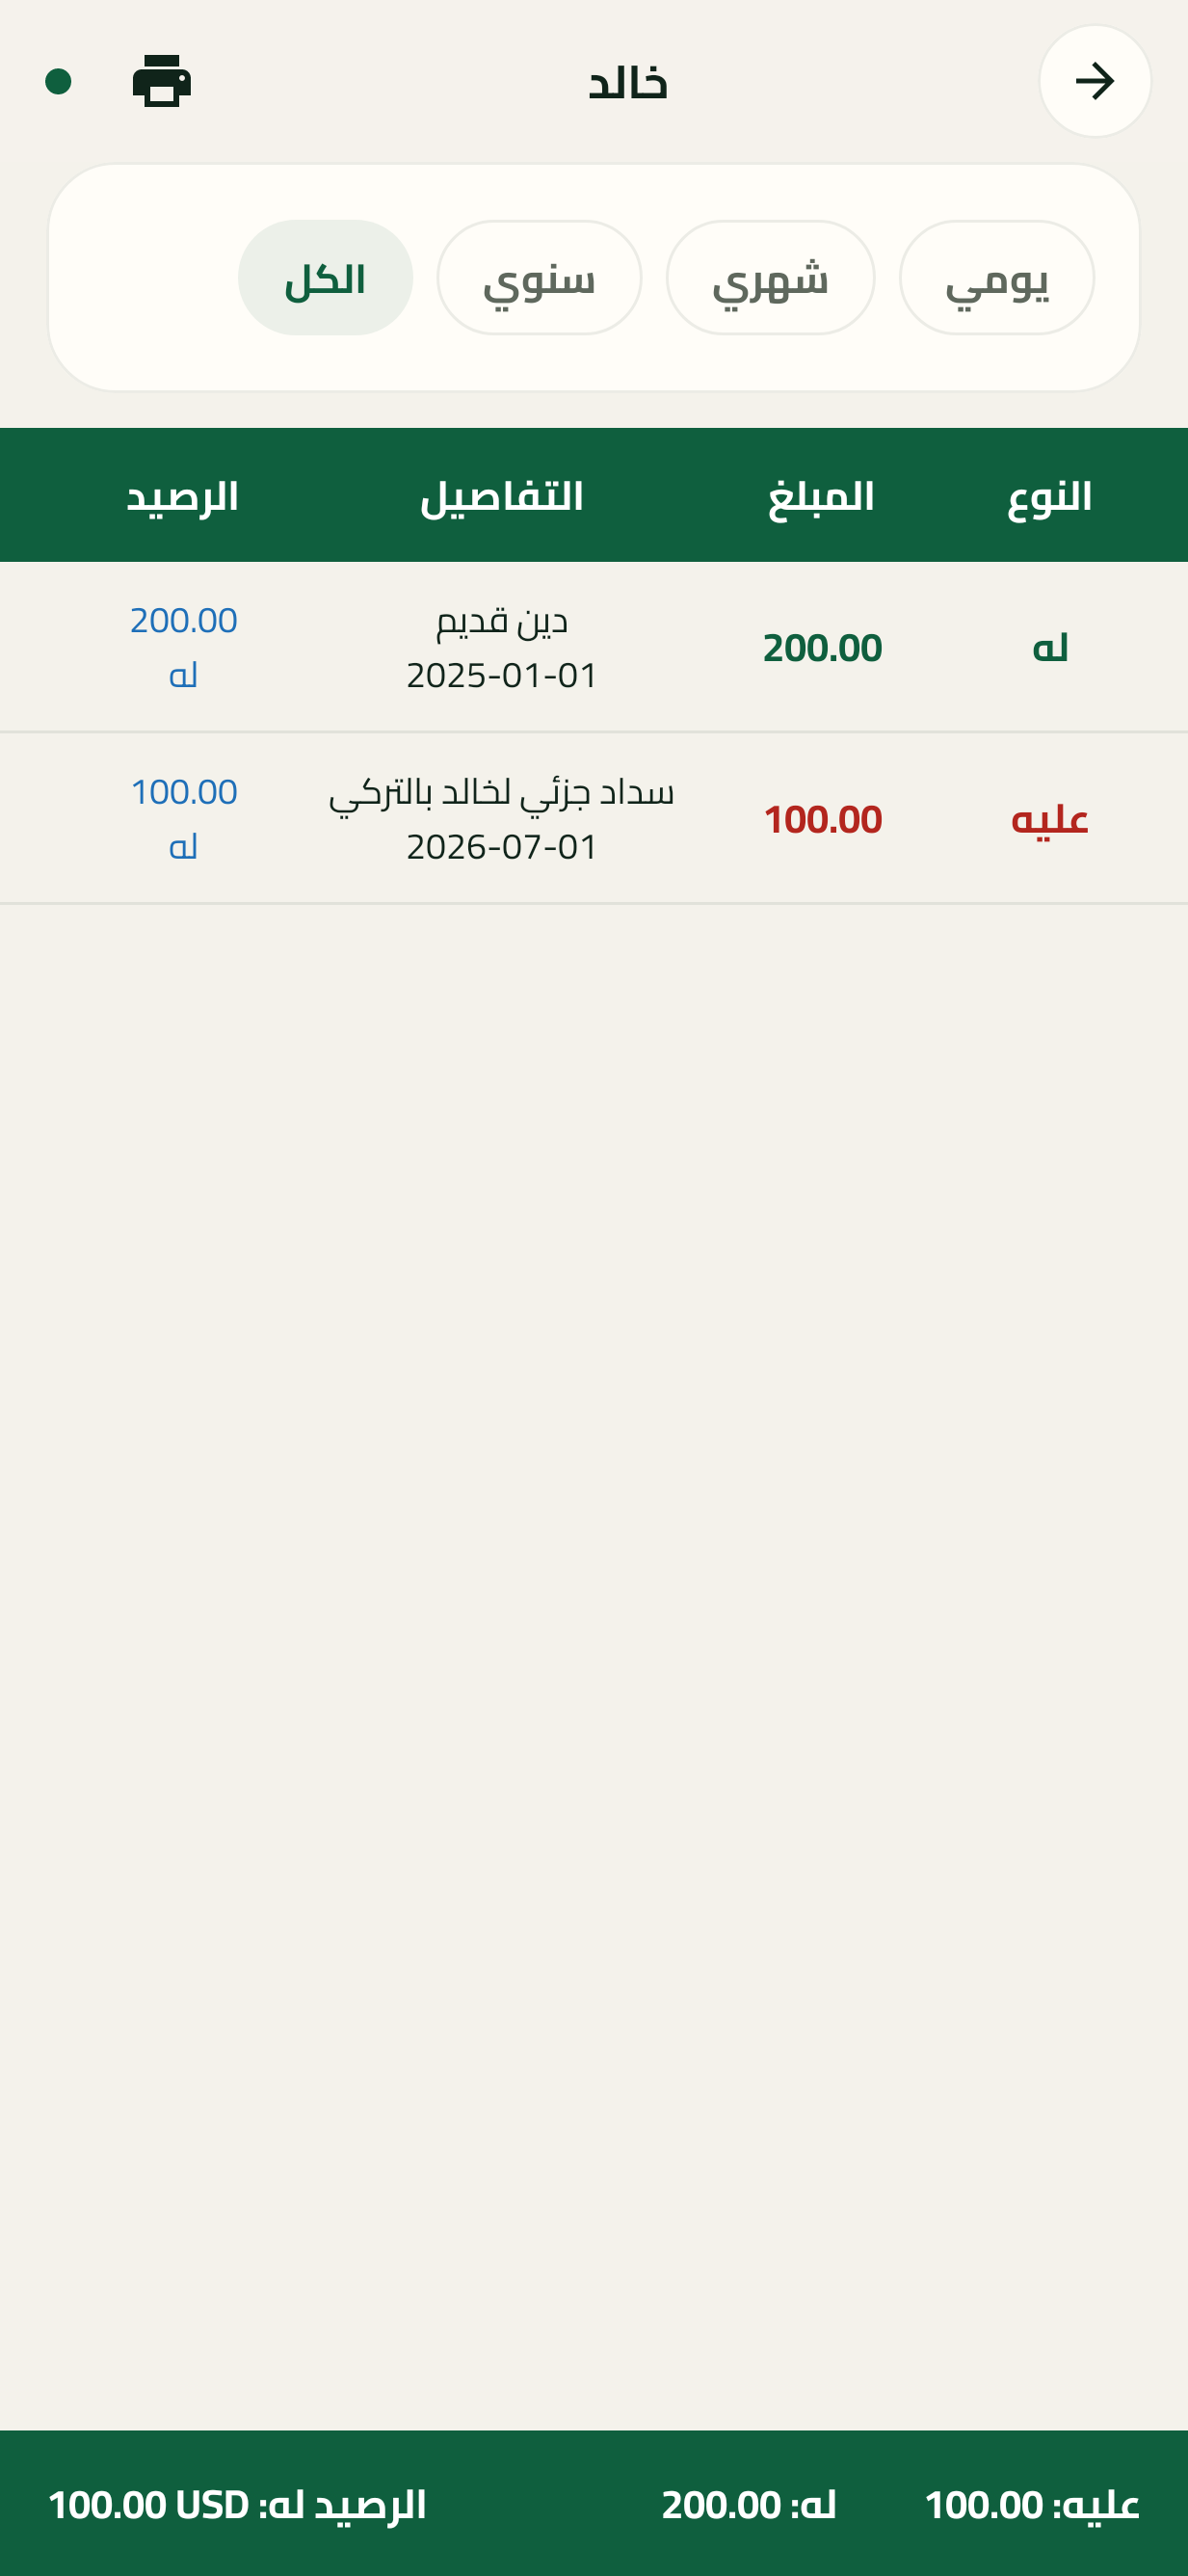 خالد
يومي شهري سنوي الكل
النوع المبلغ التفاصيل الرصيد
له 200.00 دين قديم 200.00
2025-01-01 له
عليه 100.00 سداد جزئي لخالد بالتركي 100.00
2026-07-01 له
عليه: 100.00 له: 200.00 الرصيد له: 100.00 USD